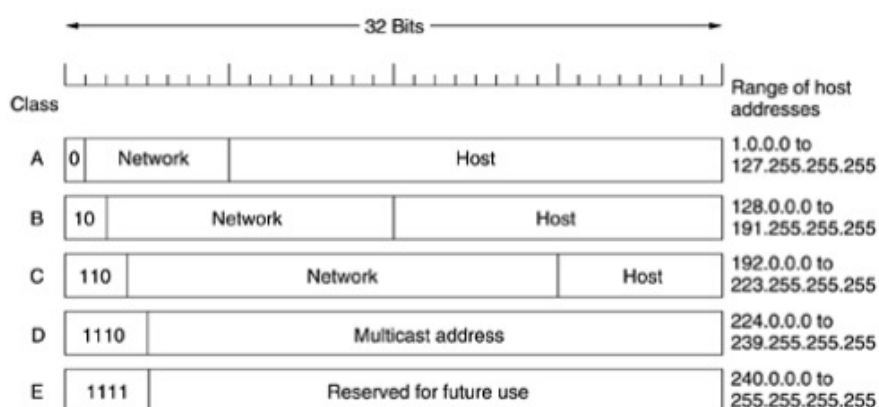 32 Bits
Class
Range of host
addresses
A
0
Network
Host
1.0.0.0 to
127.255.255.255
B
10
Network
Host
128.0.0.0 to
191.255.255.255
C
110
Network
Host
192.0.0.0 to
223.255.255.255
D
1110
Multicast address
224.0.0.0 to
239.255.255.255
E
1111
Reserved for future use
240.0.0.0 to
255.255.255.255